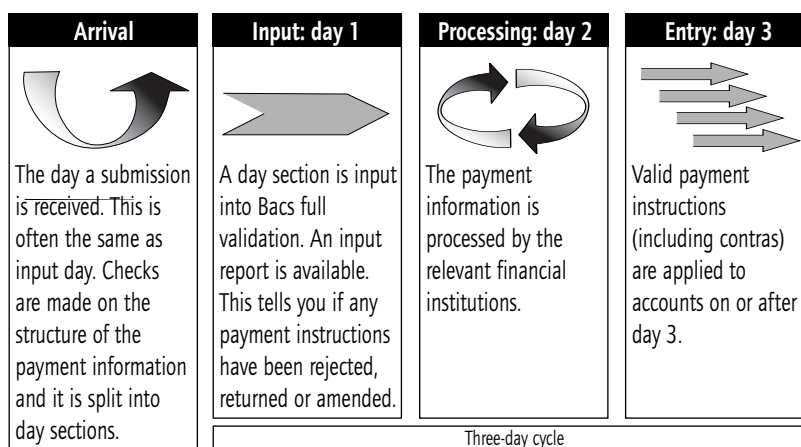 Arrival
The day a submission
is received. This is
often the same as
input day. Checks
are made on the
structure of the
payment information
and it is split into
day sections.
Input: day 1
A day section is input
into Bacs full
validation. An input
report is available.
This tells you if any
payment instructions
have been rejected,
returned or amended.
Processing: day 2
The payment
information is
processed by the
relevant financial
institutions.
Entry: day 3
Valid payment
instructions
(including contras)
are applied to
accounts on or after
day 3.
Three-day cycle